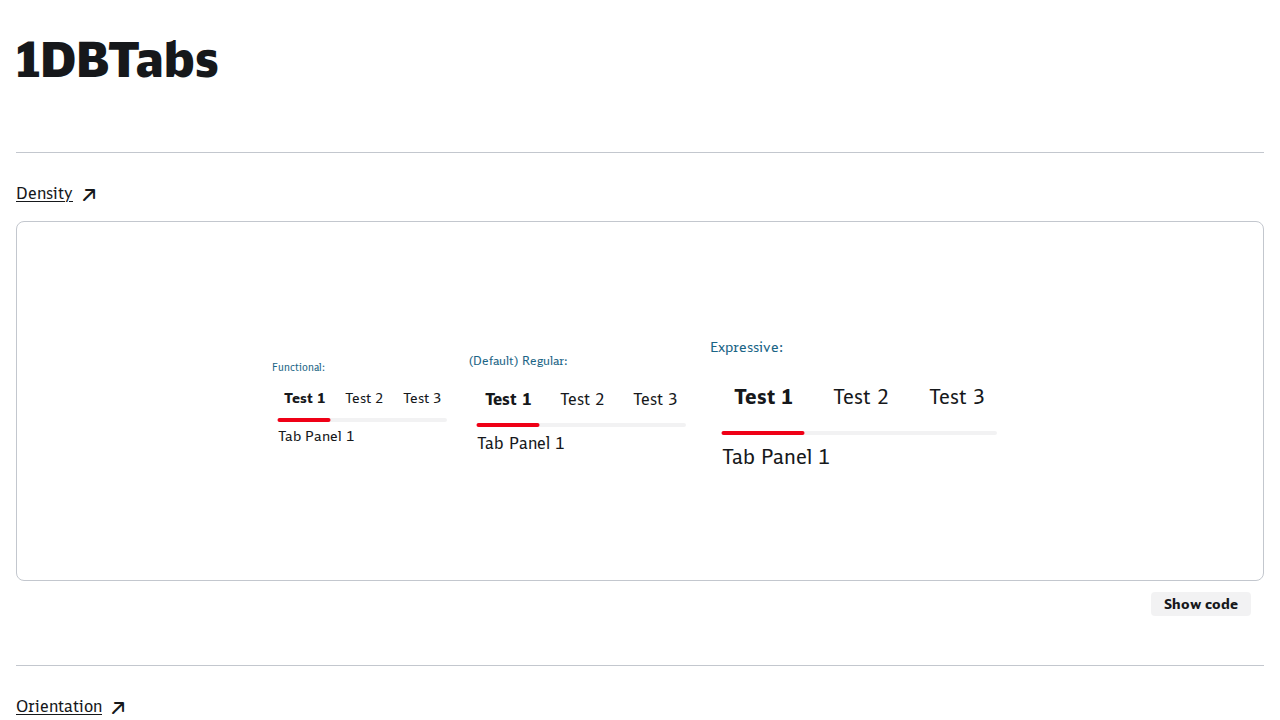 1DBTabs
Density
Functional:
Test 1 Test 2 Test 3
Tab Panel 1
(Default) Regular:
Test 1 Test 2 Test 3
Tab Panel 1
Expressive:
Test 1 Test 2 Test 3
Tab Panel 1
Show code
Orientation